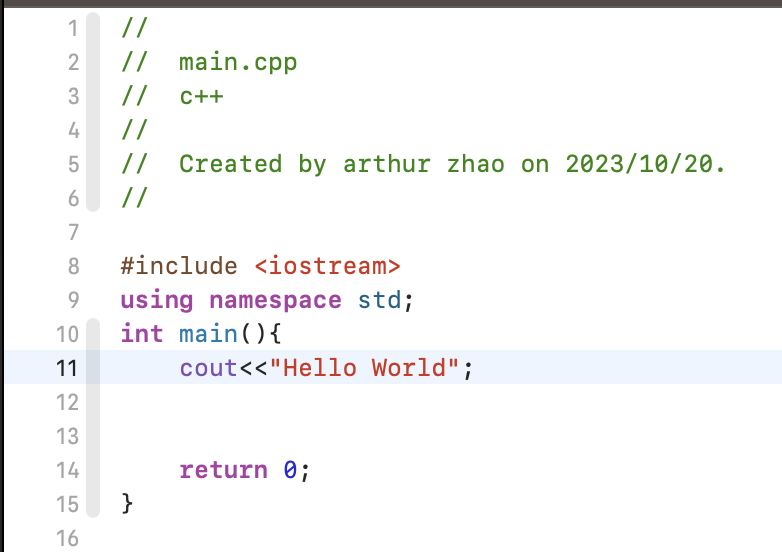 1 //
2 //  main.cpp
3 //  c++
4 //
5 //  Created by arthur zhao on 2023/10/20.
6 //
7
8 #include <iostream>
9 using namespace std;
10 int main(){
11     cout<<"Hello World";
12
13
14     return 0;
15 }
16